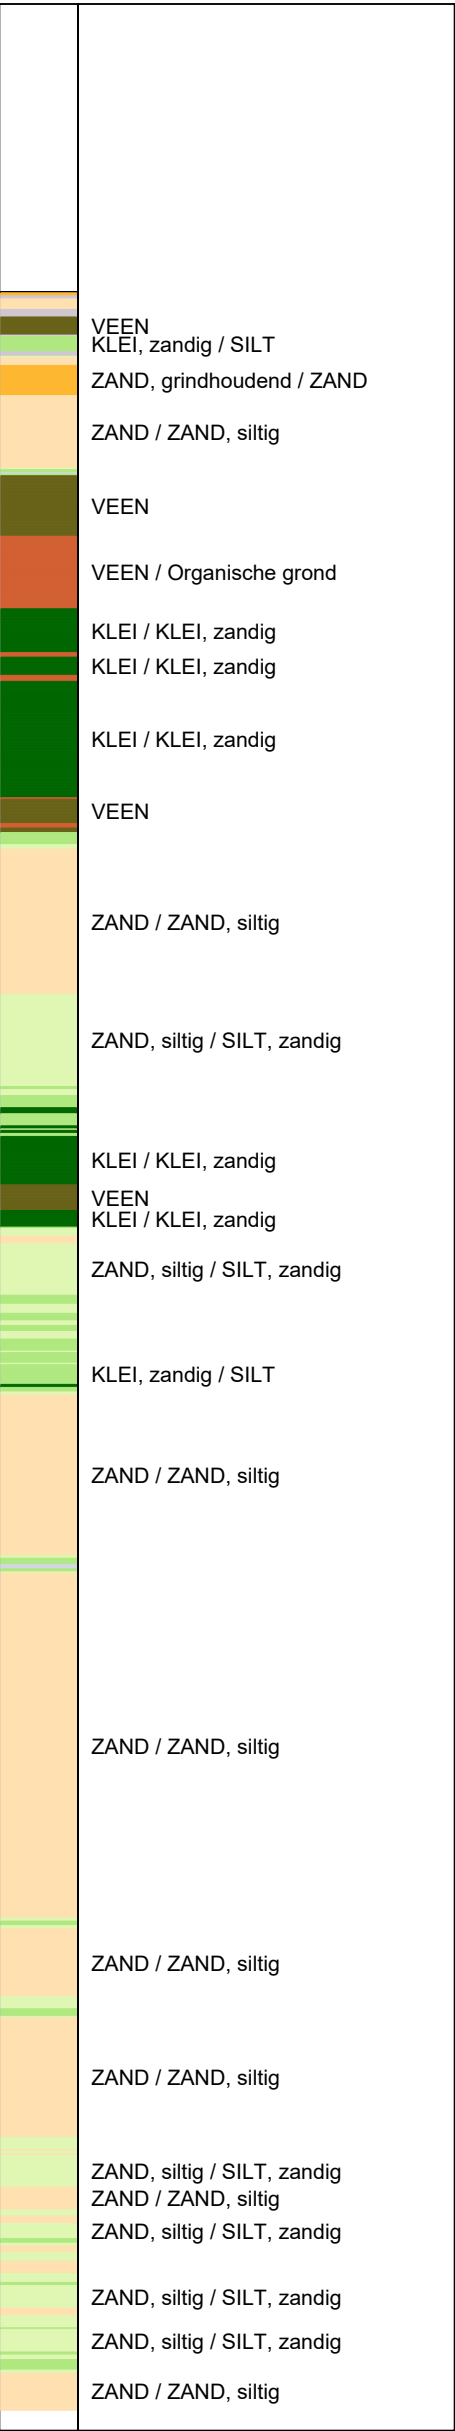 VEEN
KLEI, zandig / SILT
ZAND, grindhoudend / ZAND
ZAND / ZAND, siltig
VEEN
VEEN / Organische grond
KLEI / KLEI, zandig
KLEI / KLEI, zandig
KLEI / KLEI, zandig
VEEN
ZAND / ZAND, siltig
ZAND, siltig / SILT, zandig
KLEI / KLEI, zandig
VEEN
KLEI / KLEI, zandig
ZAND, siltig / SILT, zandig
KLEI, zandig / SILT
ZAND / ZAND, siltig
ZAND / ZAND, siltig
ZAND / ZAND, siltig
ZAND / ZAND, siltig
ZAND, siltig / SILT, zandig
ZAND / ZAND, siltig
ZAND, siltig / SILT, zandig
ZAND, siltig / SILT, zandig
ZAND, siltig / SILT, zandig
ZAND / ZAND, siltig